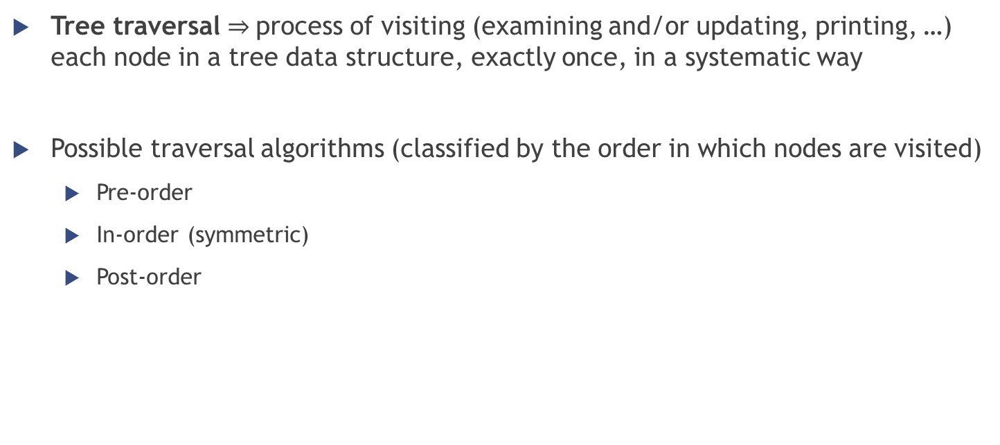 Tree traversal ⇒ process of visiting (examining and/or updating, printing, …)
each node in a tree data structure, exactly once, in a systematic way
Possible traversal algorithms (classified by the order in which nodes are visited)
Pre-order
In-order (symmetric)
Post-order